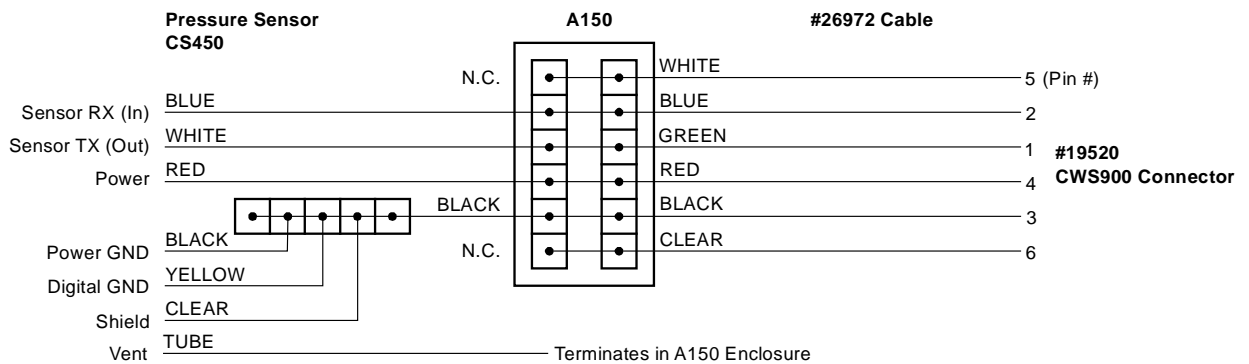 Pressure Sensor
CS450
A150
#26972 Cable
N.C.
WHITE
5 (Pin #)
Sensor RX (In)
BLUE
BLUE
2
Sensor TX (Out)
WHITE
GREEN
1
#19520
CWS900 Connector
Power
RED
RED
4
BLACK
BLACK
3
Power GND
BLACK
N.C.
CLEAR
6
Digital GND
YELLOW
Shield
CLEAR
Vent
TUBE
Terminates in A150 Enclosure